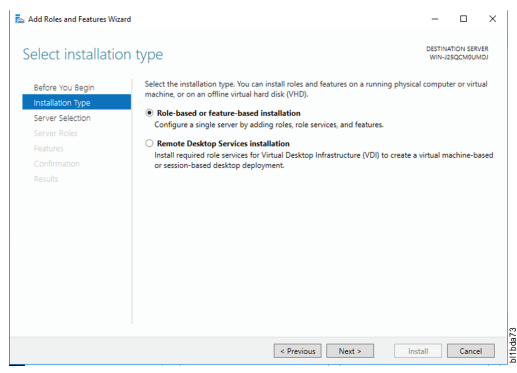 Add Roles and Features Wizard
Select installation type
DESTINATION SERVER
WIN-J2SQCM0UMDJ
Before You Begin
Installation Type
Server Selection
Server Roles
Features
Confirmation
Results
Select the installation type. You can install roles and features on a running physical computer or virtual
machine, or on an offline virtual hard disk (VHD).
Role-based or feature-based installation
Configure a single server by adding roles, role services, and features.
Remote Desktop Services installation
Install required role services for Virtual Desktop Infrastructure (VDI) to create a virtual machine-based
or session-based desktop deployment.
< Previous
Next >
Install
Cancel
bl1bda73